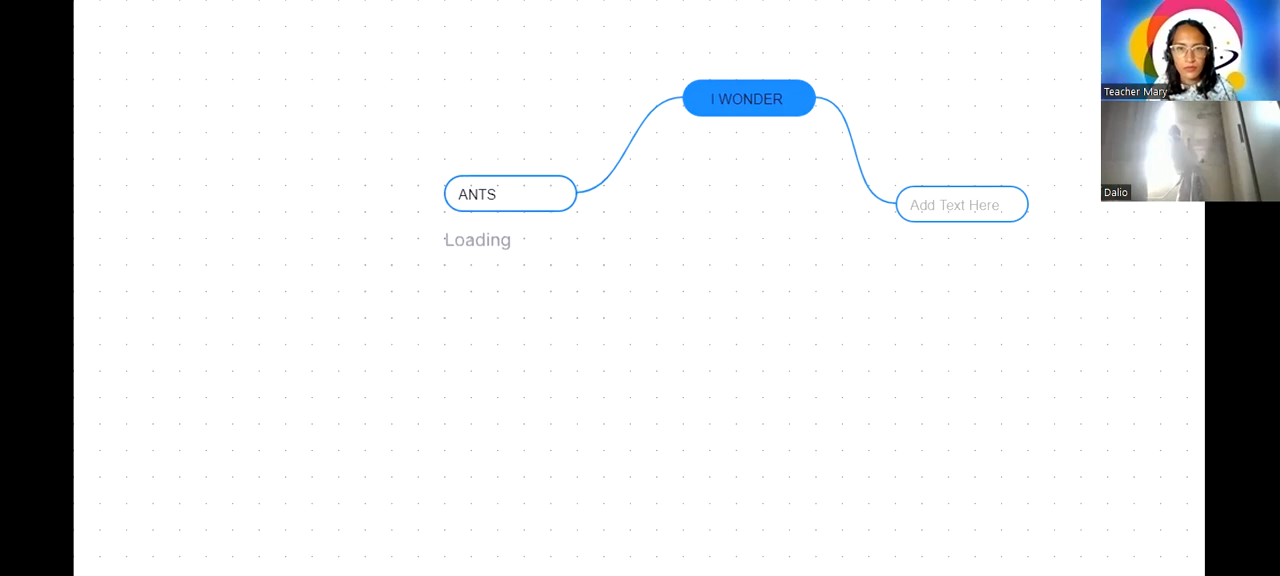 I WONDER
ANTS
Add Text Here
Loading
Teacher Mary
Dalio